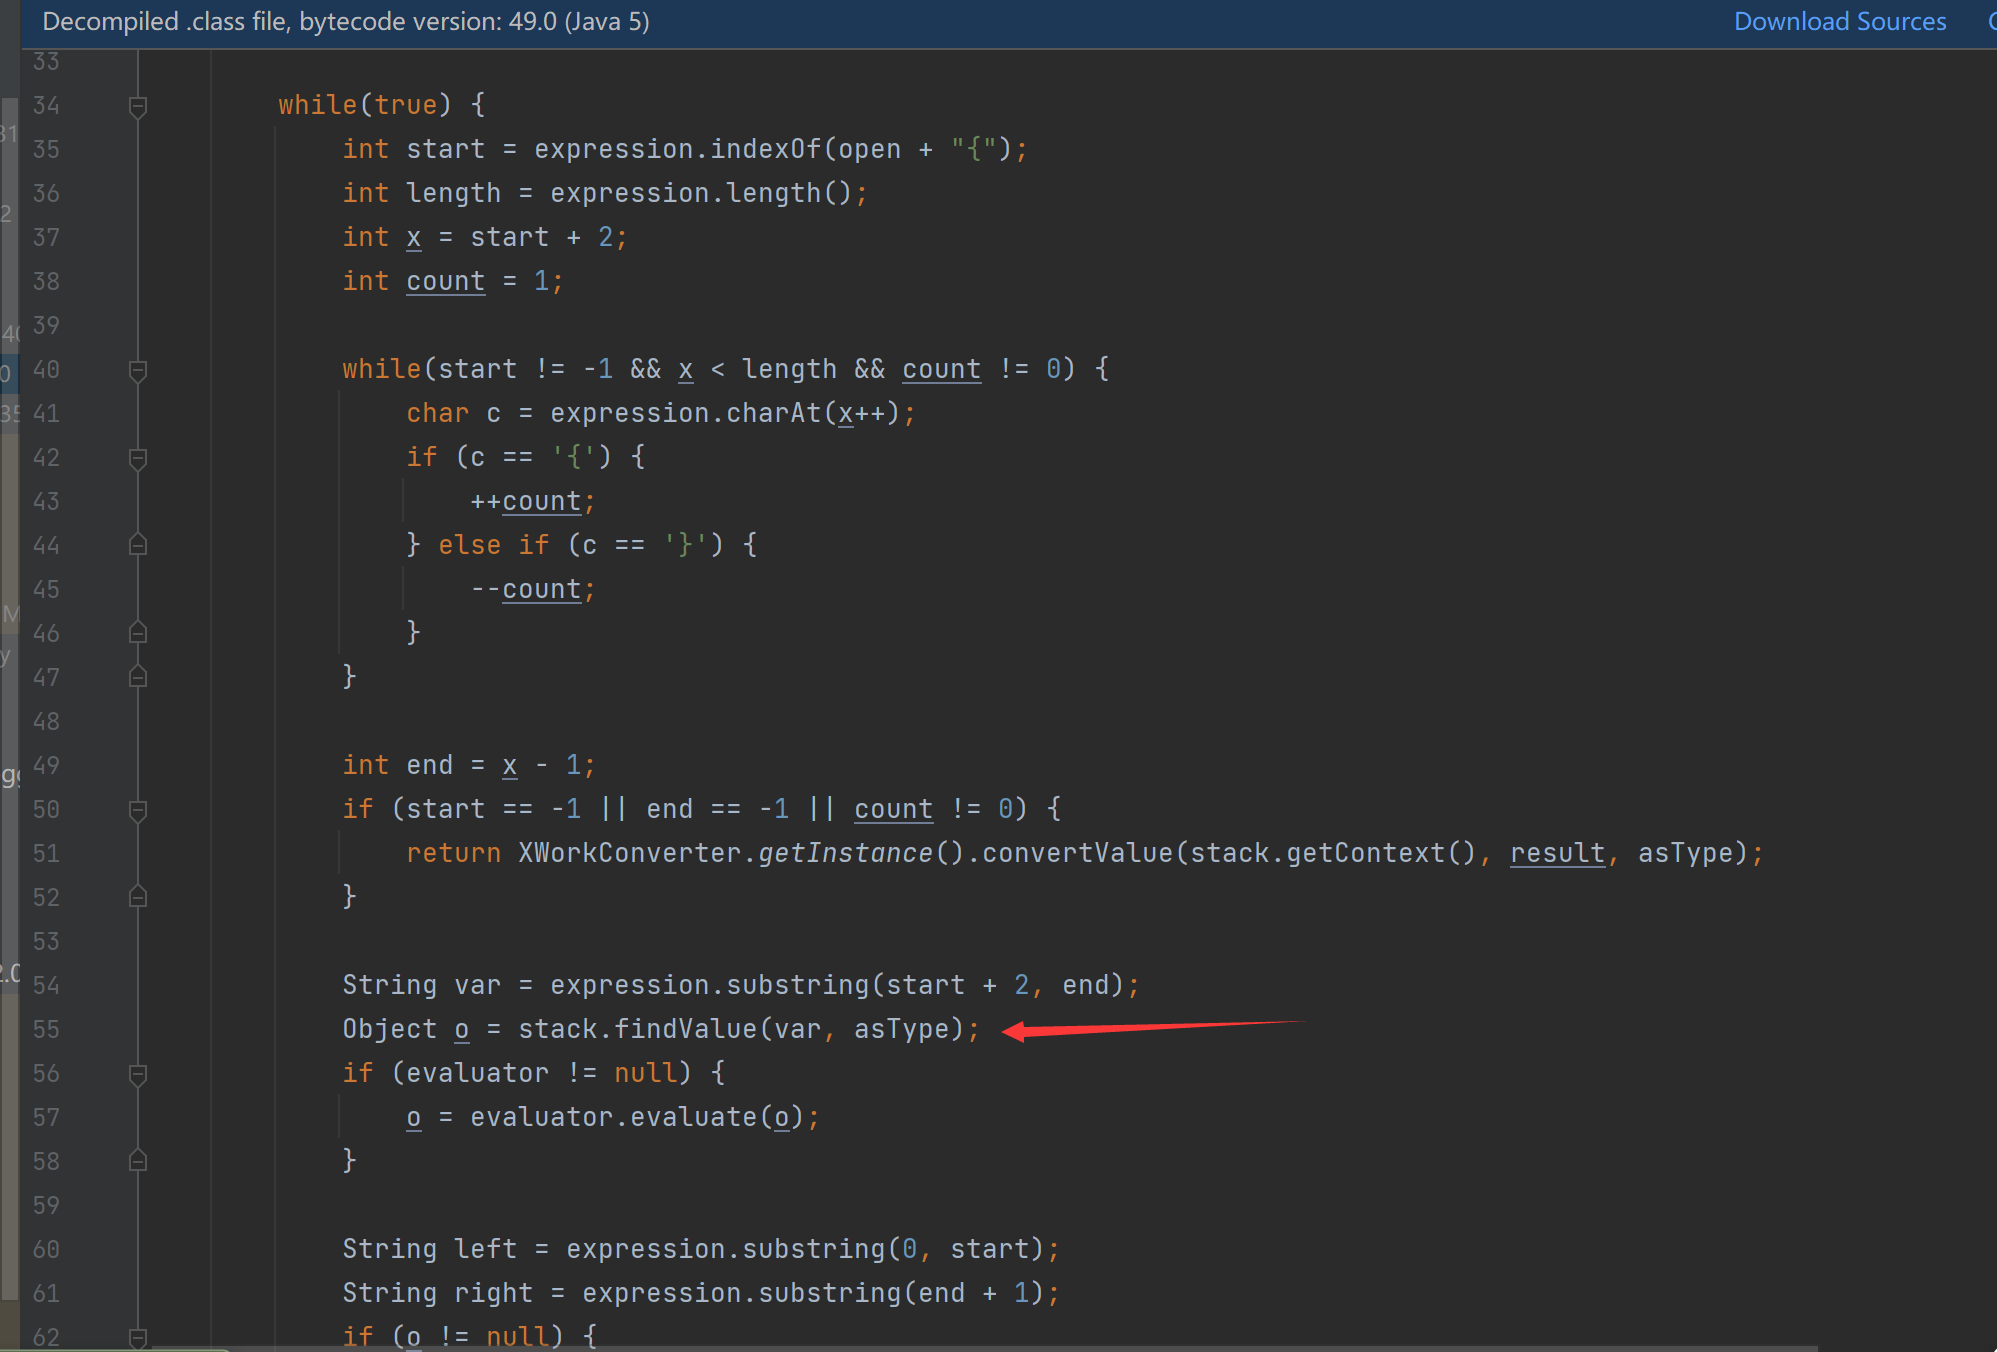 Decompiled .class file, bytecode version: 49.0 (Java 5) Download Sources
33
34 while(true) {
35 int start = expression.indexOf(open + "{");
36 int length = expression.length();
37 int x = start + 2;
38 int count = 1;
39
40 while(start != -1 && x < length && count != 0) {
41 char c = expression.charAt(x++);
42 if (c == '{') {
43 ++count;
44 } else if (c == '}') {
45 --count;
46 }
47 }
48
49 int end = x - 1;
50 if (start == -1 || end == -1 || count != 0) {
51 return XWorkConverter.getInstance().convertValue(stack.getContext(), result, asType);
52 }
53
54 String var = expression.substring(start + 2, end);
55 Object o = stack.findValue(var, asType);
56 if (evaluator != null) {
57 o = evaluator.evaluate(o);
58 }
59
60 String left = expression.substring(0, start);
61 String right = expression.substring(end + 1);
62 if (o != null) {